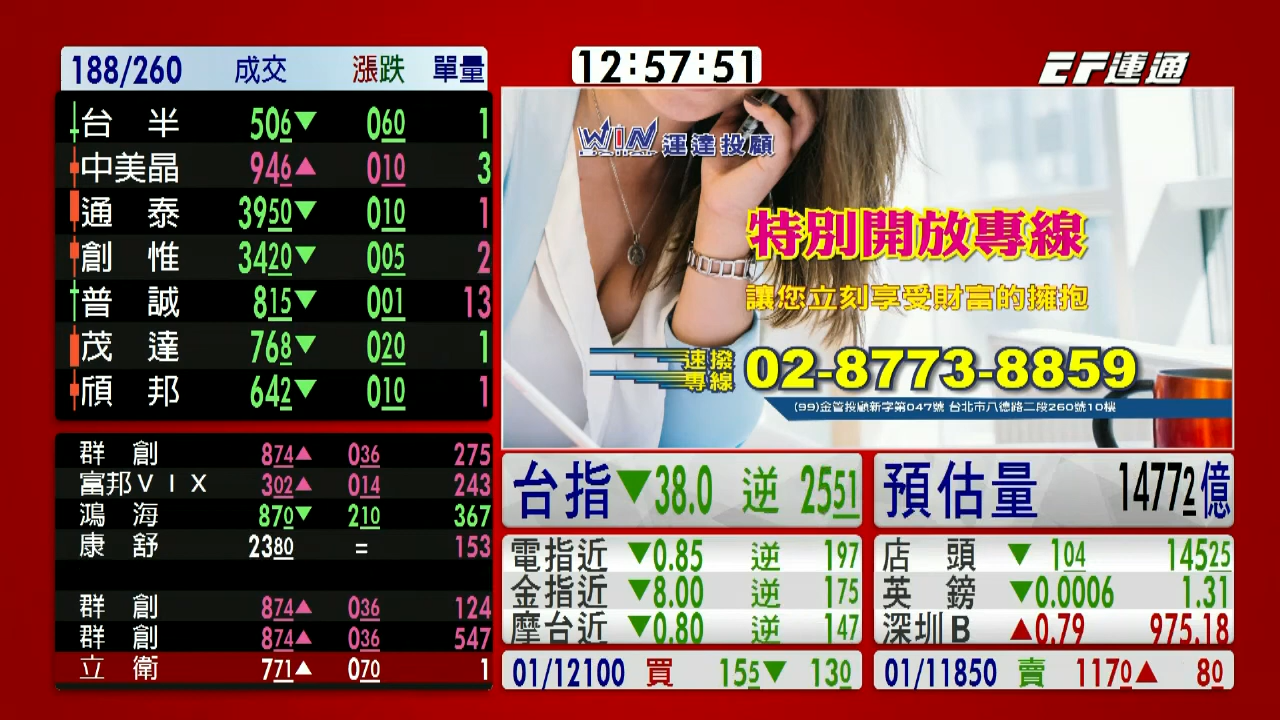 188/260 成交 漲跌 單量
12:57:51
EF運通
台半 506▼ 060 1
中美晶 946▲ 010 3
通泰 3950▼ 010 1
創惟 3420▼ 005 2
普誠 815▼ 001 13
茂達 768▼ 020 1
頎邦 642▼ 010 1
群創 874▲ 036 275
富邦VIX 302▲ 014 243
鴻海 870▼ 210 367
康舒 2380 = 153
群創 874▲ 036 124
群創 874▲ 036 547
立衛 771▲ 070 1
WIN 運達投顧
特別開放專線
讓您立刻享受財富的擁抱
速撥專線 02-8773-8859
(99)金管投顧新字第047號 台北市八德路二段260號10樓
台指▼38.0 逆 2551
預估量 14772億
電指近 ▼0.85 逆 197
金指近 ▼8.00 逆 175
摩台近 ▼0.80 逆 147
店頭 ▼ 104 14525
英鎊 ▼0.0006 1.31
深圳B ▲0.79 975.18
01/12100 買 155▼ 130
01/11850 賣 1170▲ 80